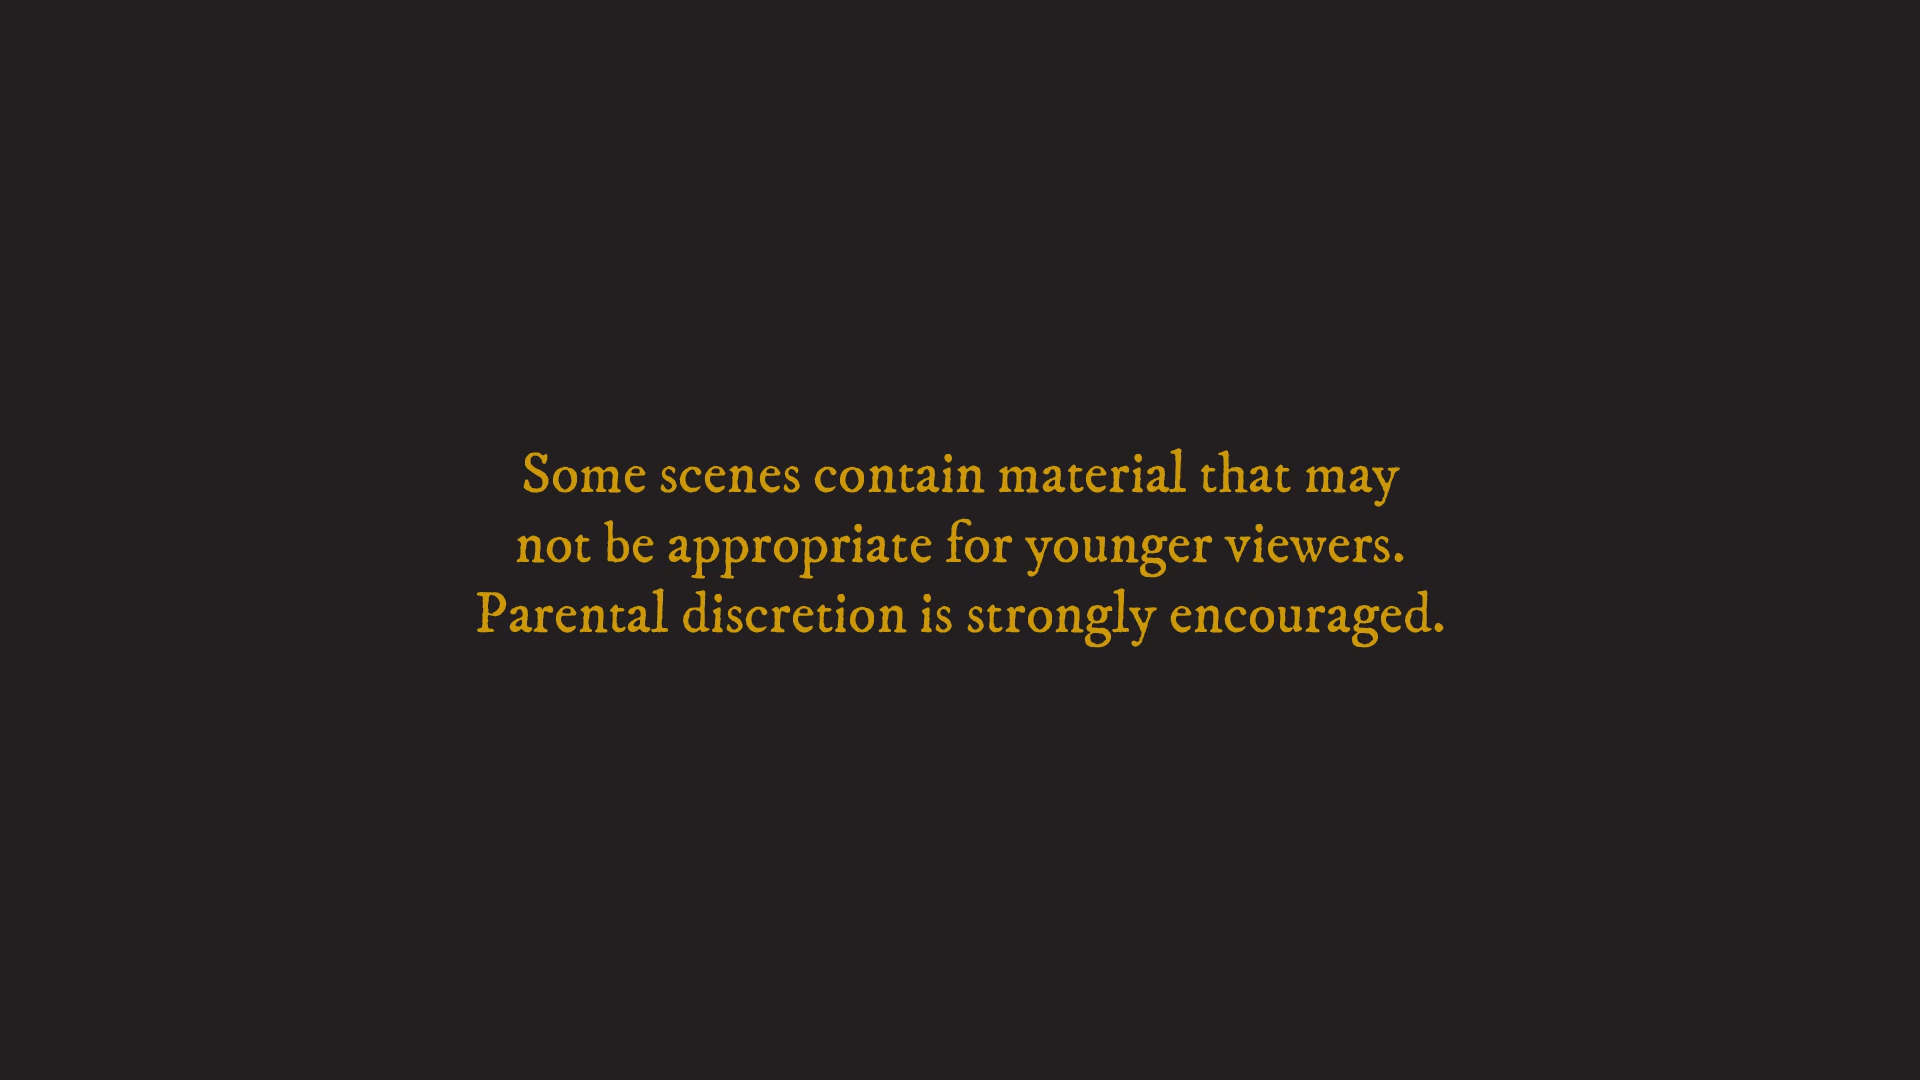 Some scenes contain material that may
not be appropriate for younger viewers.
Parental discretion is strongly encouraged.